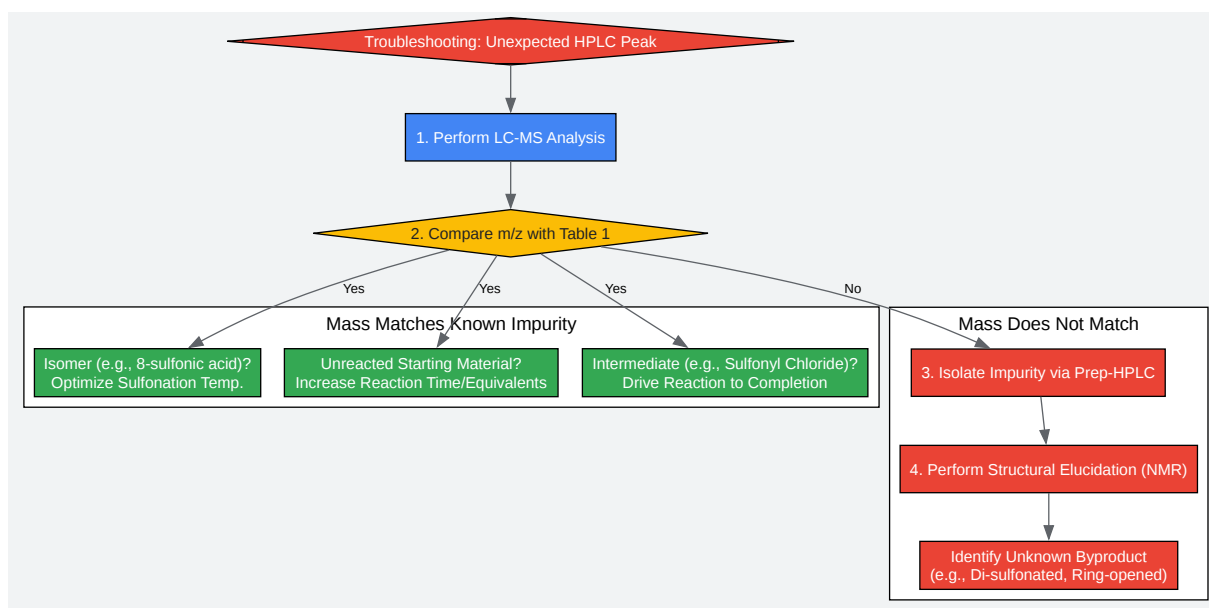 Troubleshooting: Unexpected HPLC Peak
1. Perform LC-MS Analysis
2. Compare m/z with Table 1
Yes
Yes
Yes
No
Mass Matches Known Impurity
Isomer (e.g., 8-sulfonic acid)?
Optimize Sulfonation Temp.
Unreacted Starting Material?
Increase Reaction Time/Equivalents
Intermediate (e.g., Sulfonyl Chloride)?
Drive Reaction to Completion
Mass Does Not Match
3. Isolate Impurity via Prep-HPLC
4. Perform Structural Elucidation (NMR)
Identify Unknown Byproduct
(e.g., Di-sulfonated, Ring-opened)